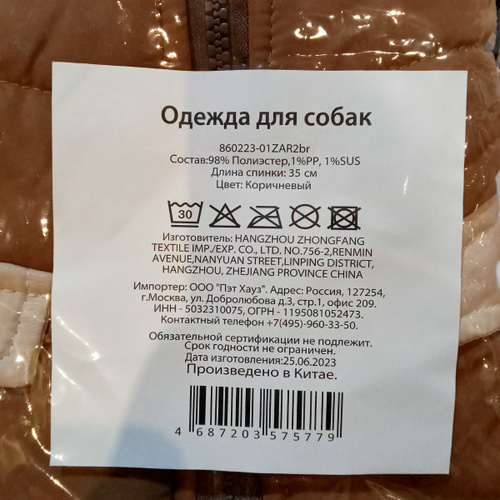 Одежда для собак
860223-01ZAR2br
Состав:98% Полиэстер,1%PP, 1%SUS
Длина спинки: 35 см
Цвет: Коричневый
30
Изготовитель: HANGZHOU ZHONGFANG
TEXTILE IMP./EXP. CO., LTD. NO.756-2,RENMIN
AVENUE,NANYUAN STREET,LINPING DISTRICT,
HANGZHOU, ZHEJIANG PROVINCE CHINA
Импортер: ООО "Пэт Хауз". Адрес: Россия, 127254,
г.Москва, ул. Добролюбова д.3, стр.1, офис 209.
ИНН - 5032310075, ОГРН - 1195081052473.
Контактный телефон +7(495)-960-33-50.
Обязательной сертификации не подлежит.
Срок годности не ограничен.
Дата изготовления:25.06.2023
Произведено в Китае.
4 687203 575779